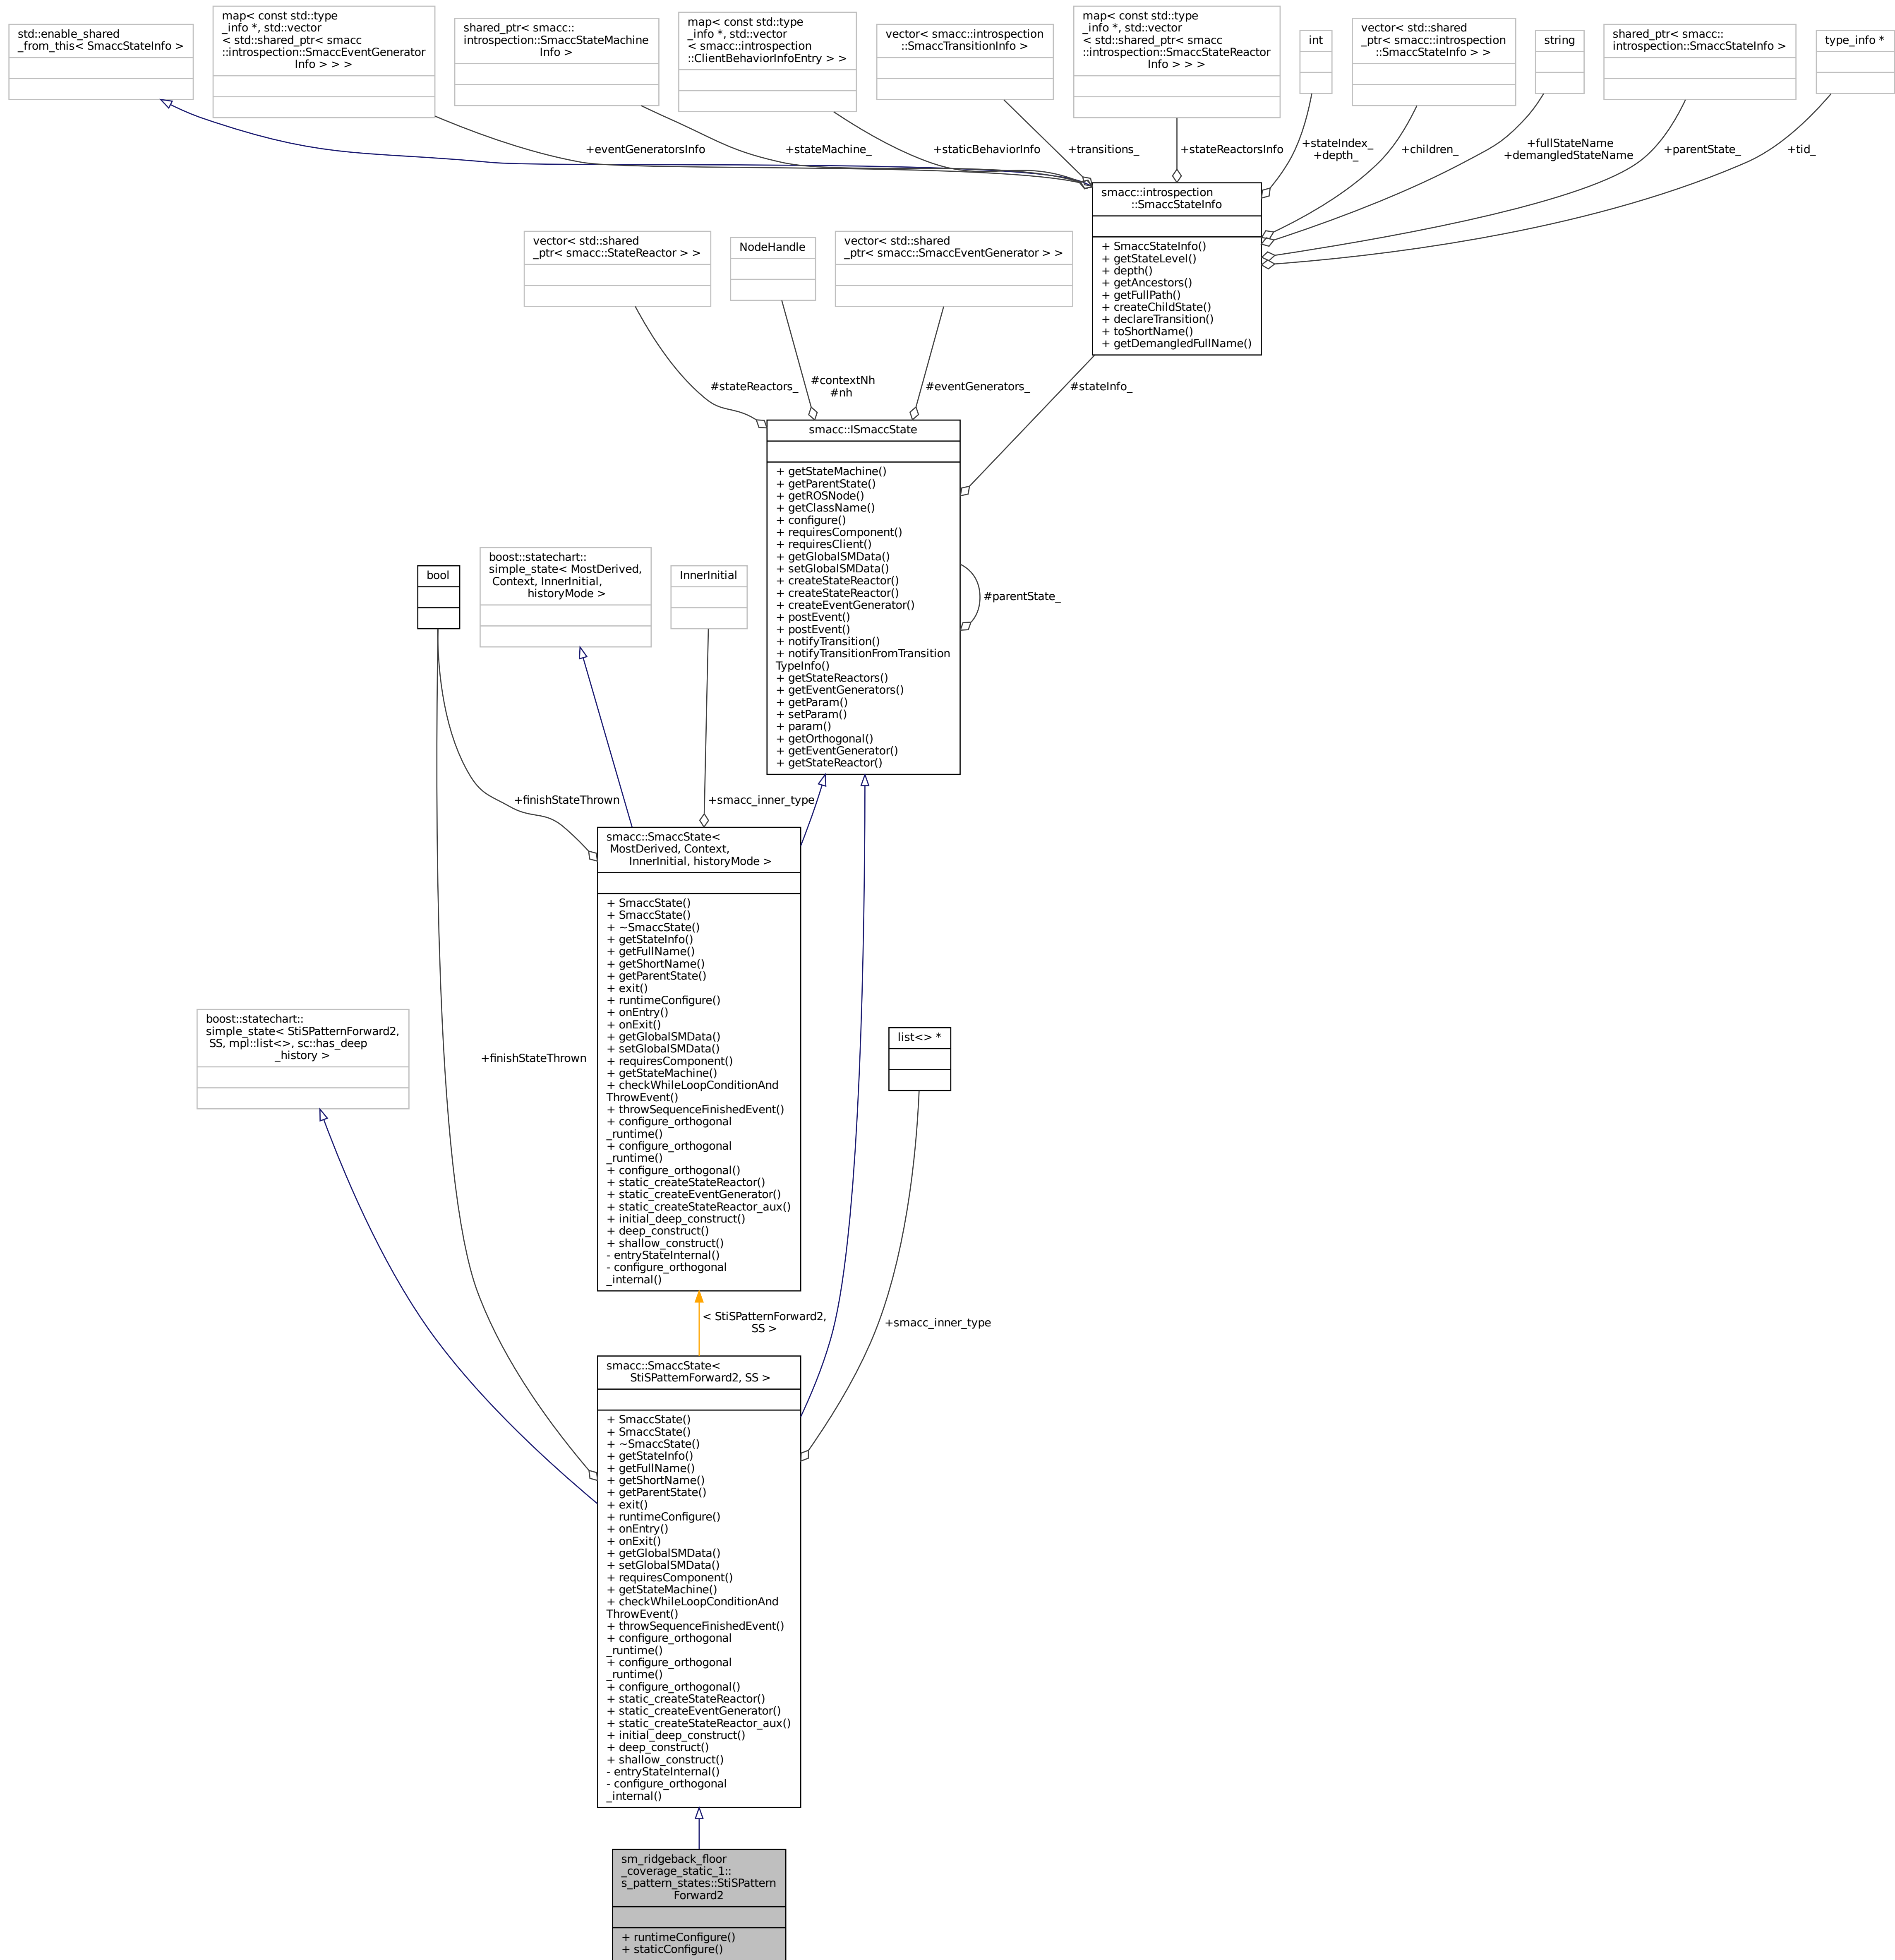 std::enable_shared
_from_this< SmaccStateInfo >
map< const std::type
_info *, std::vector
< std::shared_ptr< smacc
::introspection::SmaccEventGenerator
Info > > >
shared_ptr< smacc::
introspection::SmaccStateMachine
Info >
map< const std::type
_info *, std::vector
< smacc::introspection
::ClientBehaviorInfoEntry > >
vector< smacc::introspection
::SmaccTransitionInfo >
map< const std::type
_info *, std::vector
< std::shared_ptr< smacc
::introspection::SmaccStateReactor
Info > > >
int
vector< std::shared
_ptr< smacc::introspection
::SmaccStateInfo > >
string
shared_ptr< smacc::
introspection::SmaccStateInfo >
type_info *
+eventGeneratorsInfo
+stateMachine_
+staticBehaviorInfo
+transitions_
+stateReactorsInfo
+stateIndex_
+depth_
+children_
+fullStateName
+demangledStateName
+parentState_
+tid_
smacc::introspection
::SmaccStateInfo
+ SmaccStateInfo()
+ getStateLevel()
+ depth()
+ getAncestors()
+ getFullPath()
+ createChildState()
+ declareTransition()
+ toShortName()
+ getDemangledFullName()
vector< std::shared
_ptr< smacc::StateReactor > >
NodeHandle
vector< std::shared
_ptr< smacc::SmaccEventGenerator > >
#stateReactors_
#contextNh
#nh
#eventGenerators_
#stateInfo_
smacc::ISmaccState
+ getStateMachine()
+ getParentState()
+ getROSNode()
+ getClassName()
+ configure()
+ requiresComponent()
+ requiresClient()
+ getGlobalSMData()
+ setGlobalSMData()
+ createStateReactor()
+ createStateReactor()
+ createEventGenerator()
+ postEvent()
+ postEvent()
+ notifyTransition()
+ notifyTransitionFromTransition
TypeInfo()
+ getStateReactors()
+ getEventGenerators()
+ getParam()
+ setParam()
+ param()
+ getOrthogonal()
+ getEventGenerator()
+ getStateReactor()
#parentState_
bool
boost::statechart::
simple_state< MostDerived,
Context, InnerInitial,
historyMode >
InnerInitial
+finishStateThrown
+smacc_inner_type
smacc::SmaccState<
MostDerived, Context,
InnerInitial, historyMode >
+ SmaccState()
+ SmaccState()
+ ~SmaccState()
+ getStateInfo()
+ getFullName()
+ getShortName()
+ getParentState()
+ exit()
+ runtimeConfigure()
+ onEntry()
+ onExit()
+ getGlobalSMData()
+ setGlobalSMData()
+ requiresComponent()
+ getStateMachine()
+ checkWhileLoopConditionAnd
ThrowEvent()
+ throwSequenceFinishedEvent()
+ configure_orthogonal
_runtime()
+ configure_orthogonal
_runtime()
+ configure_orthogonal()
+ static_createStateReactor()
+ static_createEventGenerator()
+ static_createStateReactor_aux()
+ initial_deep_construct()
+ deep_construct()
+ shallow_construct()
- entryStateInternal()
- configure_orthogonal
_internal()
boost::statechart::
simple_state< StiSPatternForward2,
SS, mpl::list<>, sc::has_deep
_history >
+finishStateThrown
list<> *
< StiSPatternForward2,
SS >
+smacc_inner_type
smacc::SmaccState<
StiSPatternForward2, SS >
+ SmaccState()
+ SmaccState()
+ ~SmaccState()
+ getStateInfo()
+ getFullName()
+ getShortName()
+ getParentState()
+ exit()
+ runtimeConfigure()
+ onEntry()
+ onExit()
+ getGlobalSMData()
+ setGlobalSMData()
+ requiresComponent()
+ getStateMachine()
+ checkWhileLoopConditionAnd
ThrowEvent()
+ throwSequenceFinishedEvent()
+ configure_orthogonal
_runtime()
+ configure_orthogonal
_runtime()
+ configure_orthogonal()
+ static_createStateReactor()
+ static_createEventGenerator()
+ static_createStateReactor_aux()
+ initial_deep_construct()
+ deep_construct()
+ shallow_construct()
- entryStateInternal()
- configure_orthogonal
_internal()
sm_ridgeback_floor
_coverage_static_1::
s_pattern_states::StiSPattern
Forward2
+ runtimeConfigure()
+ staticConfigure()